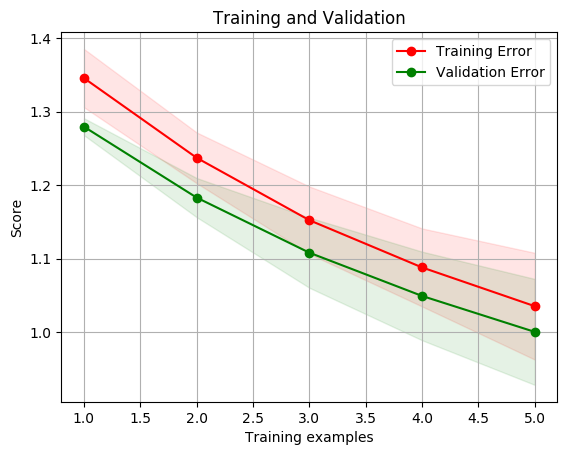 Training and Validation
Training Error
Validation Error
1.4
1.3
1.2
1.1
1.0
Score
1.0 1.5 2.0 2.5 3.0 3.5 4.0 4.5 5.0
Training examples